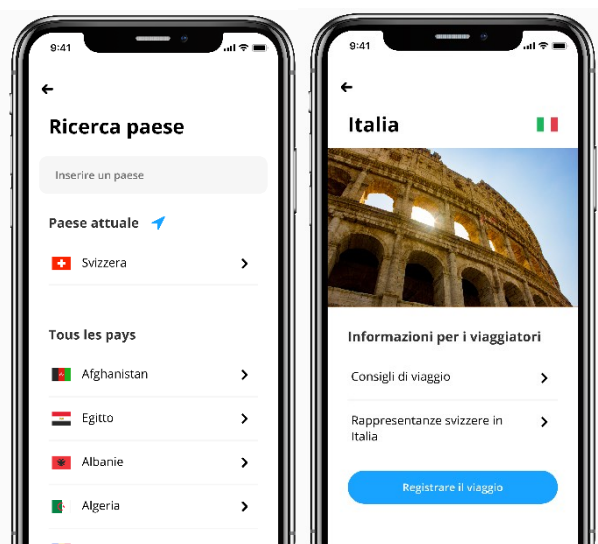 9:41
Ricerca paese
Inserire un paese
Paese attuale
Svizzera
Tous les pays
Afghanistan
Egitto
Albanie
Algeria
9:41
Italia
Informazioni per i viaggiatori
Consigli di viaggio
Rappresentanze svizzere in
Italia
Registrare il viaggio